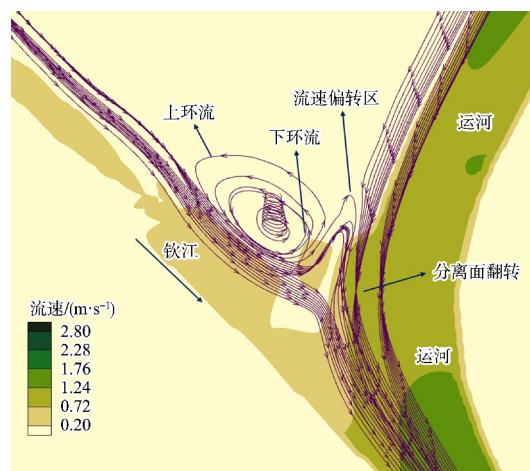 流速偏转区
上环流
下环流
运河
钦江
分离面翻转
运河
流速/(m·s⁻¹)
2.80
2.28
1.76
1.24
0.72
0.20